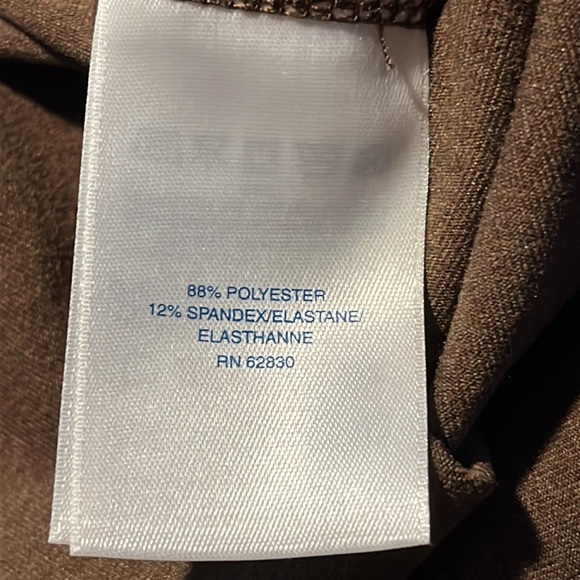 88% POLYESTER
12% SPANDEX/ELASTANE/
ELASTHANNE
RN 62830